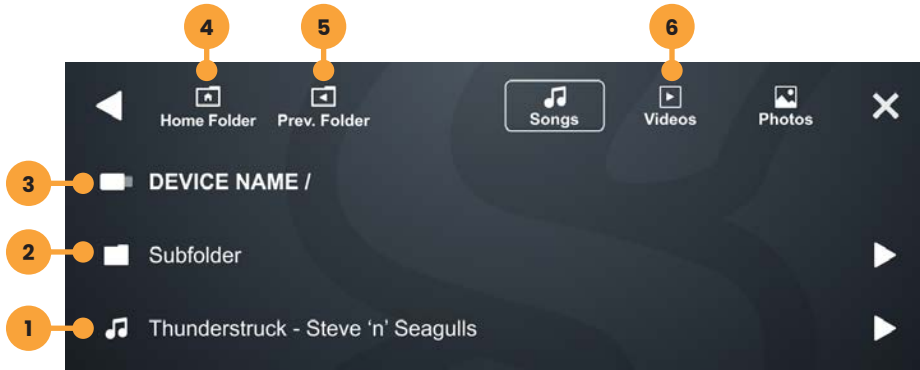 4 5 6
Home Folder Prev. Folder Songs Videos Photos
3 DEVICE NAME /
2 Subfolder
1 Thunderstruck - Steve 'n' Seagulls